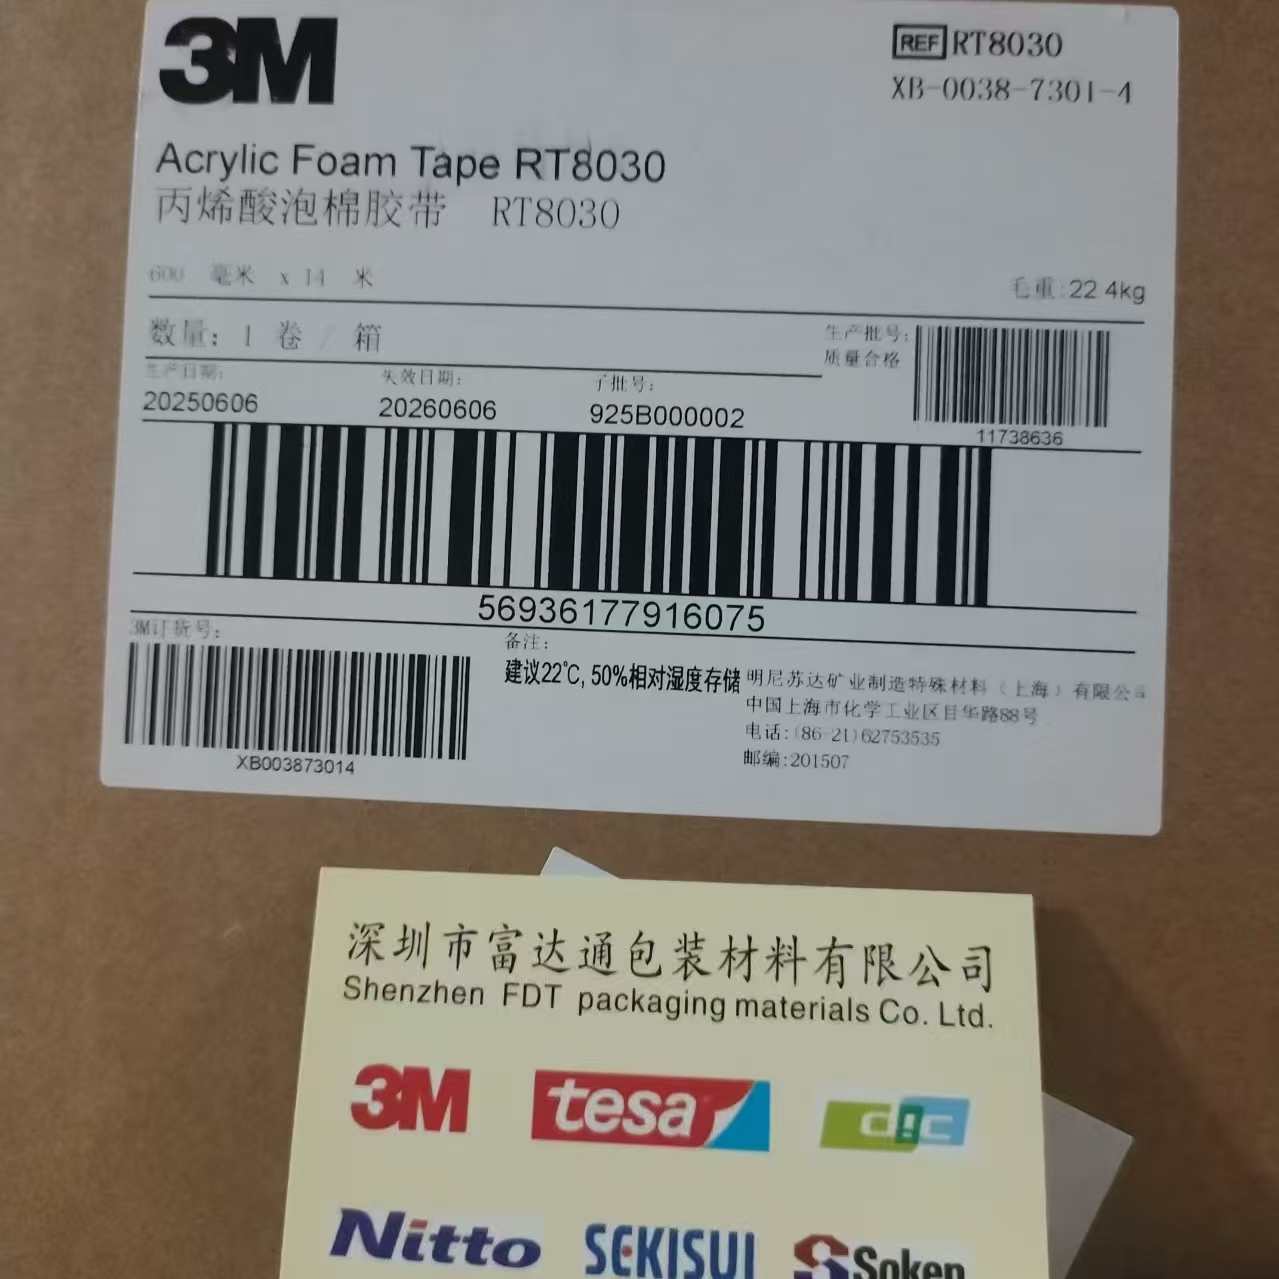 3M
REF RT8030
XB-0038-7301-4
Acrylic Foam Tape RT8030
丙烯酸泡棉胶带 RT8030
600 毫米 x 14 米
毛重:22.4kg
数量: 1 卷 / 箱
生产批号:
质量合格
11738636
生产日期: 失效日期: 子批号:
20250606 20260606 925B000002
56936177916075
3M订货号:
XB003873014
备注:
建议22℃, 50%相对湿度存储
明尼苏达矿业制造特殊材料（上海）有限公司
中国上海市化学工业区目华路88号
电话:(86-21)62753535
邮编:201507
深圳市富达通包装材料有限公司
Shenzhen FDT packaging materials Co. Ltd.
3M tesa dic
Nitto SEKISUI Soken